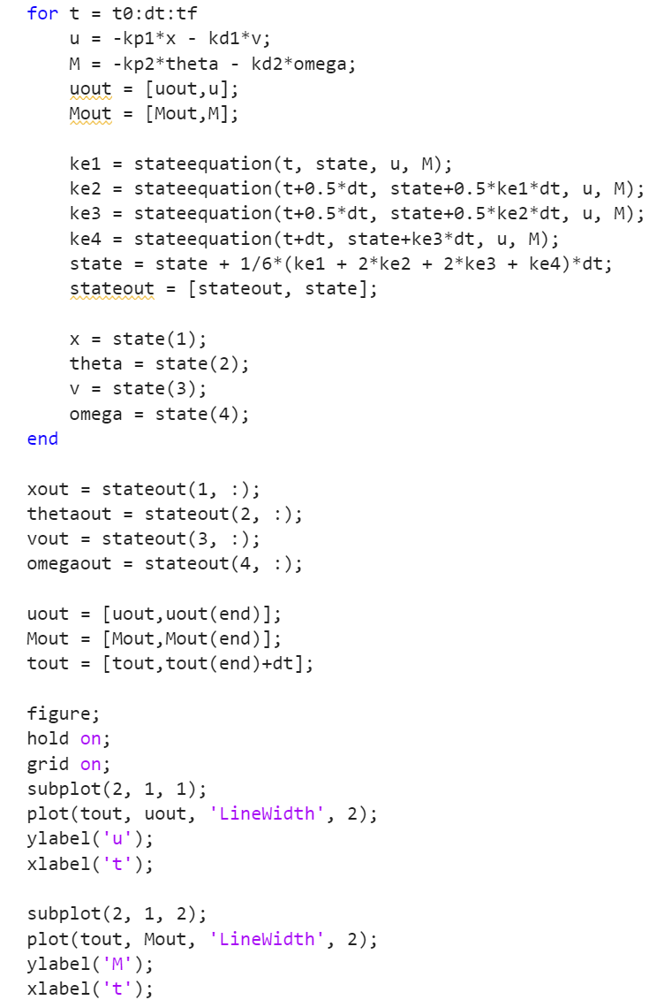 for t = t0:dt:tf
    u = -kp1*x - kd1*v;
    M = -kp2*theta - kd2*omega;
    uout = [uout,u];
    Mout = [Mout,M];

    ke1 = stateequation(t, state, u, M);
    ke2 = stateequation(t+0.5*dt, state+0.5*ke1*dt, u, M);
    ke3 = stateequation(t+0.5*dt, state+0.5*ke2*dt, u, M);
    ke4 = stateequation(t+dt, state+ke3*dt, u, M);
    state = state + 1/6*(ke1 + 2*ke2 + 2*ke3 + ke4)*dt;
    stateout = [stateout, state];

    x = state(1);
    theta = state(2);
    v = state(3);
    omega = state(4);
end

xout = stateout(1, :);
thetaout = stateout(2, :);
vout = stateout(3, :);
omegaout = stateout(4, :);

uout = [uout,uout(end)];
Mout = [Mout,Mout(end)];
tout = [tout,tout(end)+dt];

figure;
hold on;
grid on;
subplot(2, 1, 1);
plot(tout, uout, 'LineWidth', 2);
ylabel('u');
xlabel('t');

subplot(2, 1, 2);
plot(tout, Mout, 'LineWidth', 2);
ylabel('M');
xlabel('t');